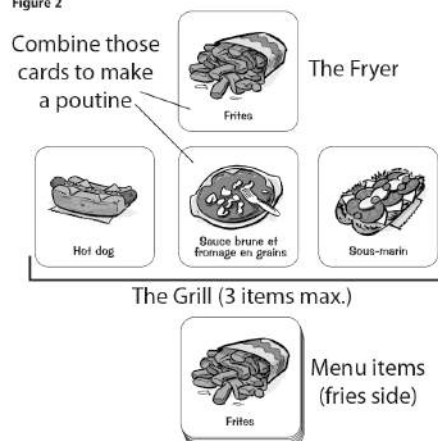 Figure 2
Combine those
cards to make
a poutine
Frites
The Fryer
Hot dog
Sauce brune et
fromage en grains
Sous-marin
The Grill (3 items max.)
Frites
Menu items
(fries side)